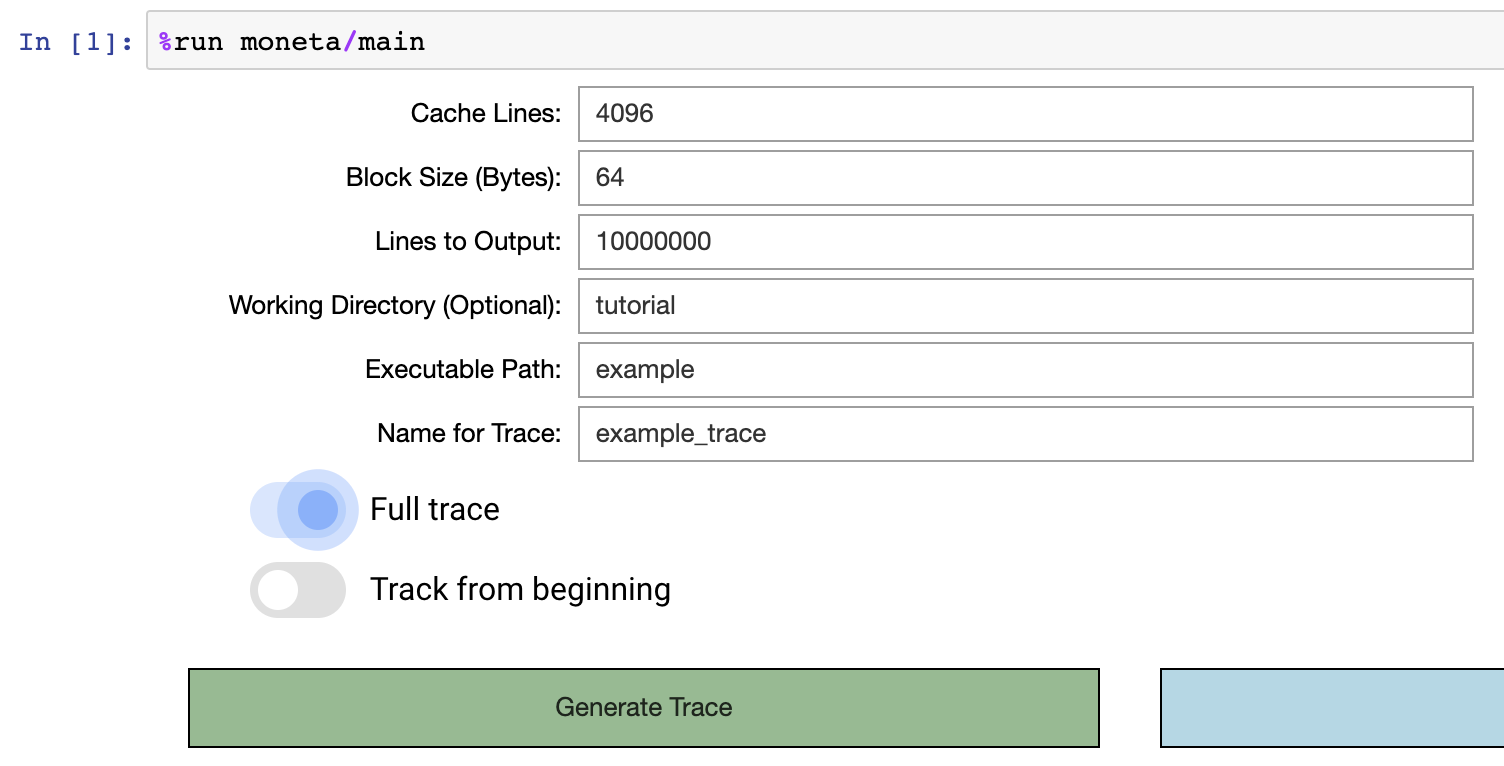 In [1]: %run moneta/main
Cache Lines: 4096
Block Size (Bytes): 64
Lines to Output: 10000000
Working Directory (Optional): tutorial
Executable Path: example
Name for Trace: example_trace
Full trace
Track from beginning
Generate Trace